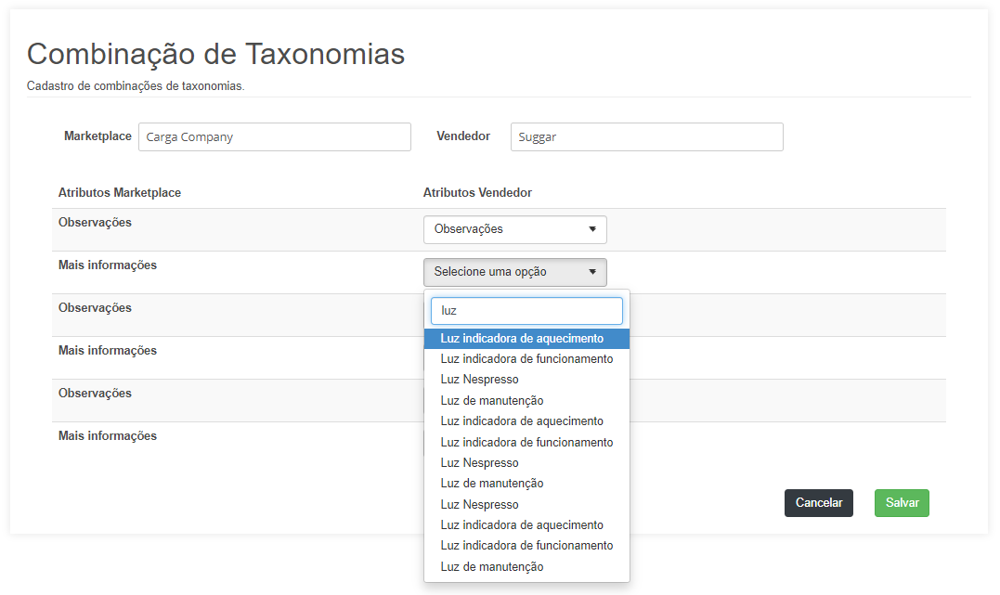 Combinação de Taxonomias
Cadastro de combinações de taxonomias.
Marketplace Carga Company Vendedor Suggar
Atributos Marketplace Atributos Vendedor
Observações Observações
Mais informações Selecione uma opção
Observações luz
Luz indicadora de aquecimento
Mais informações Luz indicadora de funcionamento
Luz Nespresso
Observações Luz de manutenção
Luz indicadora de aquecimento
Mais informações Luz indicadora de funcionamento
Luz Nespresso
Luz de manutenção
Luz Nespresso Cancelar Salvar
Luz indicadora de aquecimento
Luz indicadora de funcionamento
Luz de manutenção